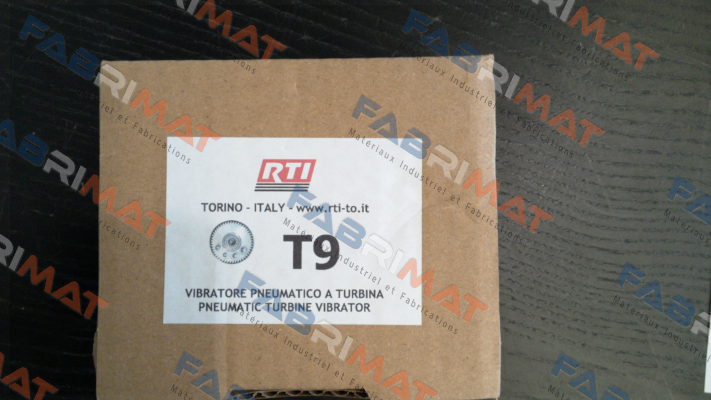 RTI
TORINO - ITALY - www.rti-to.it
T9
VIBRATORE PNEUMATICO A TURBINA
PNEUMATIC TURBINE VIBRATOR
FABRIMAT
Matériaux Industriel et Fabrications